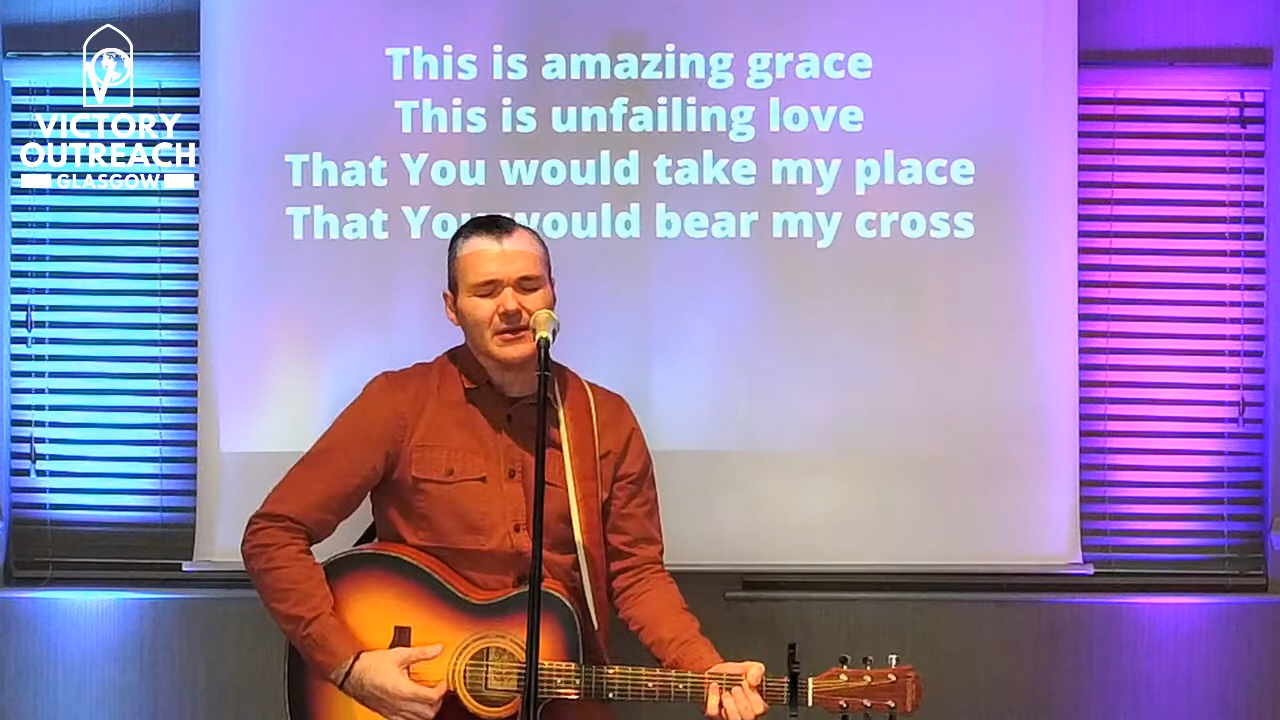 VICTORY
OUTREACH
GLASGOW
This is amazing grace
This is unfailing love
That You would take my place
That You would bear my cross